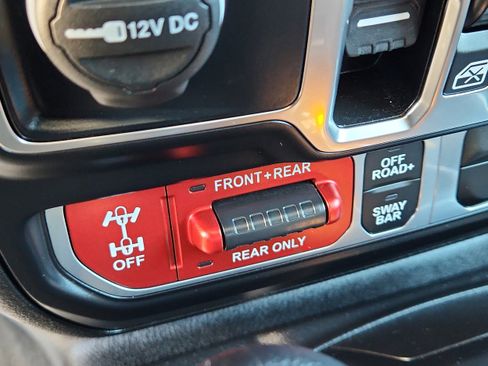 12V DC
FRONT+REAR
OFF
REAR ONLY
OFF
ROAD+
SWAY
BAR